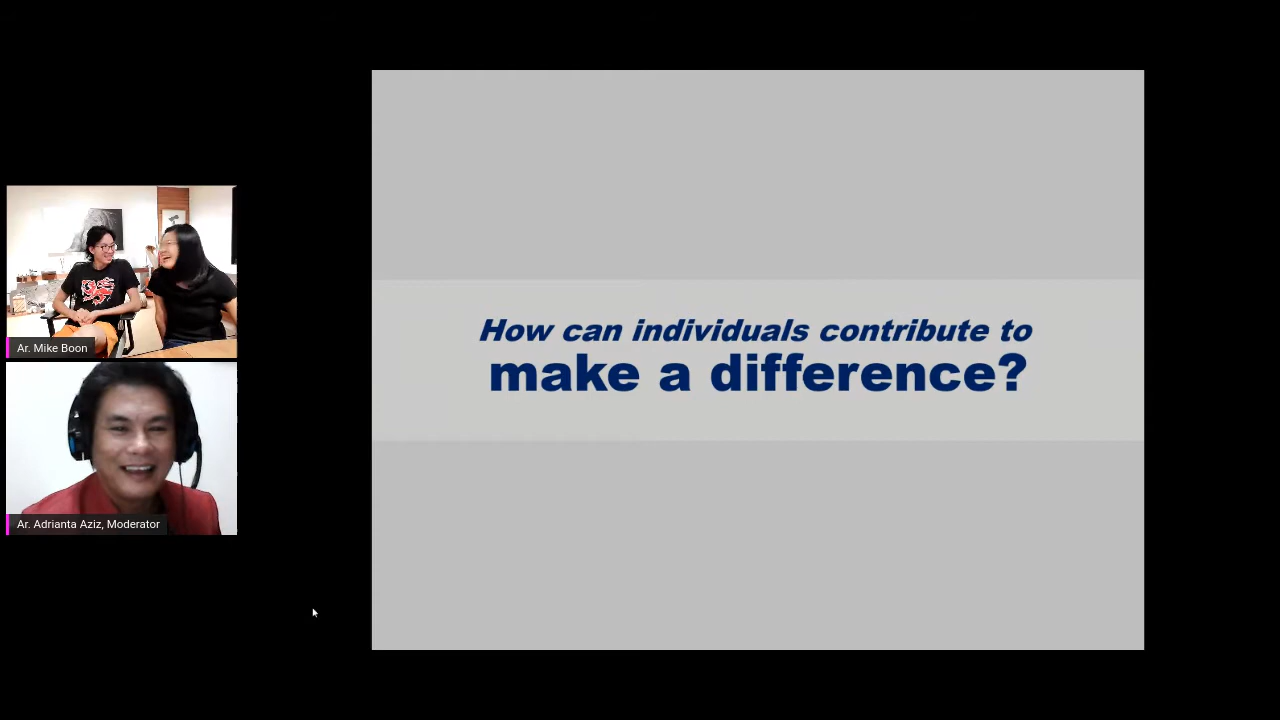 Ar. Mike Boon
Ar. Adrianta Aziz, Moderator
How can individuals contribute to
make a difference?